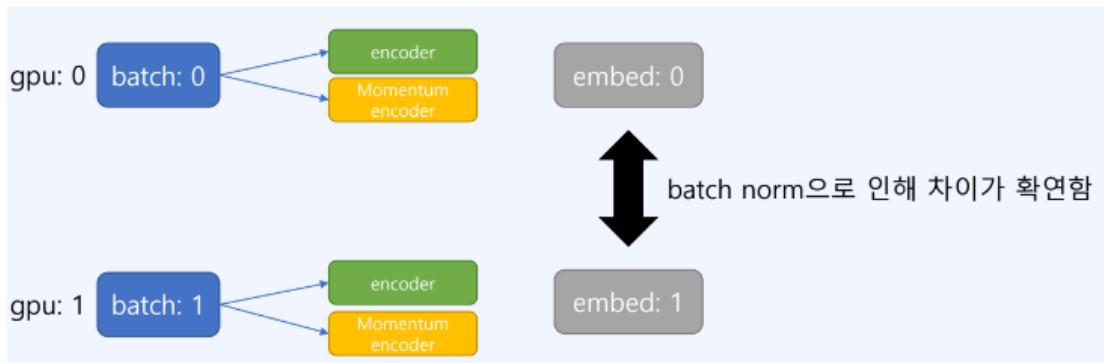 gpu: 0
batch: 0
encoder
Momentum
encoder
embed: 0
batch norm으로 인해 차이가 확연함
gpu: 1
batch: 1
encoder
Momentum
encoder
embed: 1